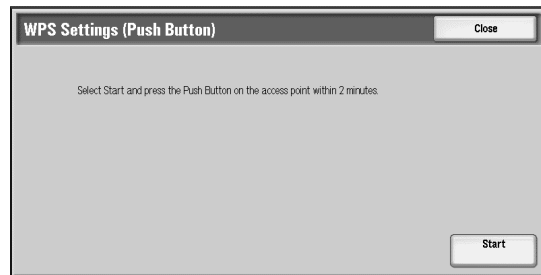 WPS Settings (Push Button)
Close
Select Start and press the Push Button on the access point within 2 minutes.
Start